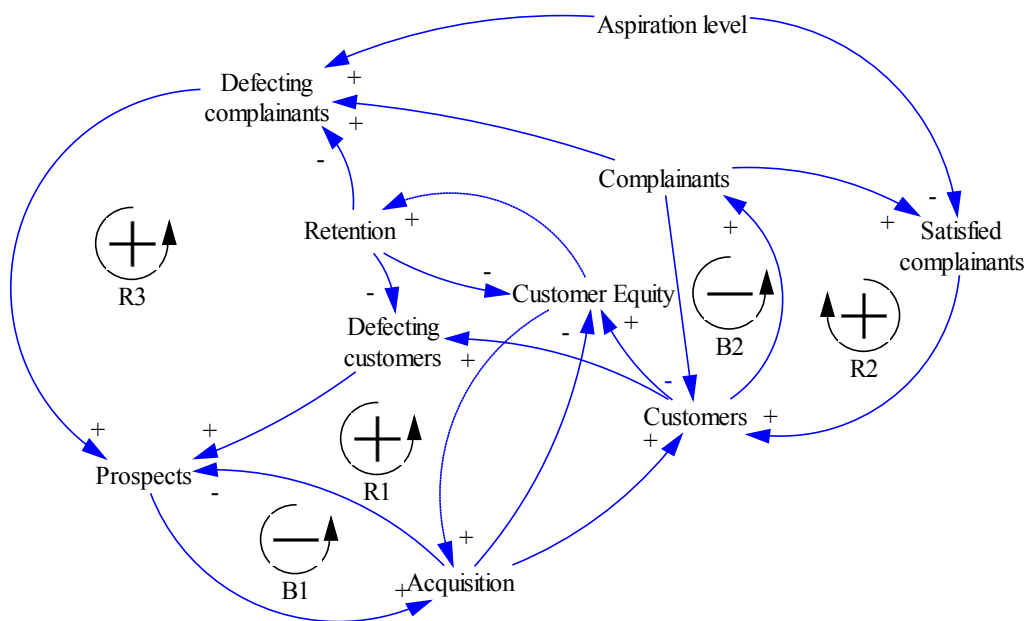 Aspiration level
+
Defecting
complainants
+
-
Complainants
-
+
Retention
+
+
Satisfied
complainants
R3
-
-
Customer Equity
Defecting
customers
-
+
B2
R2
+
-
Customers
+
+
+
+
Prospects
-
R1
+
B1
+
Acquisition